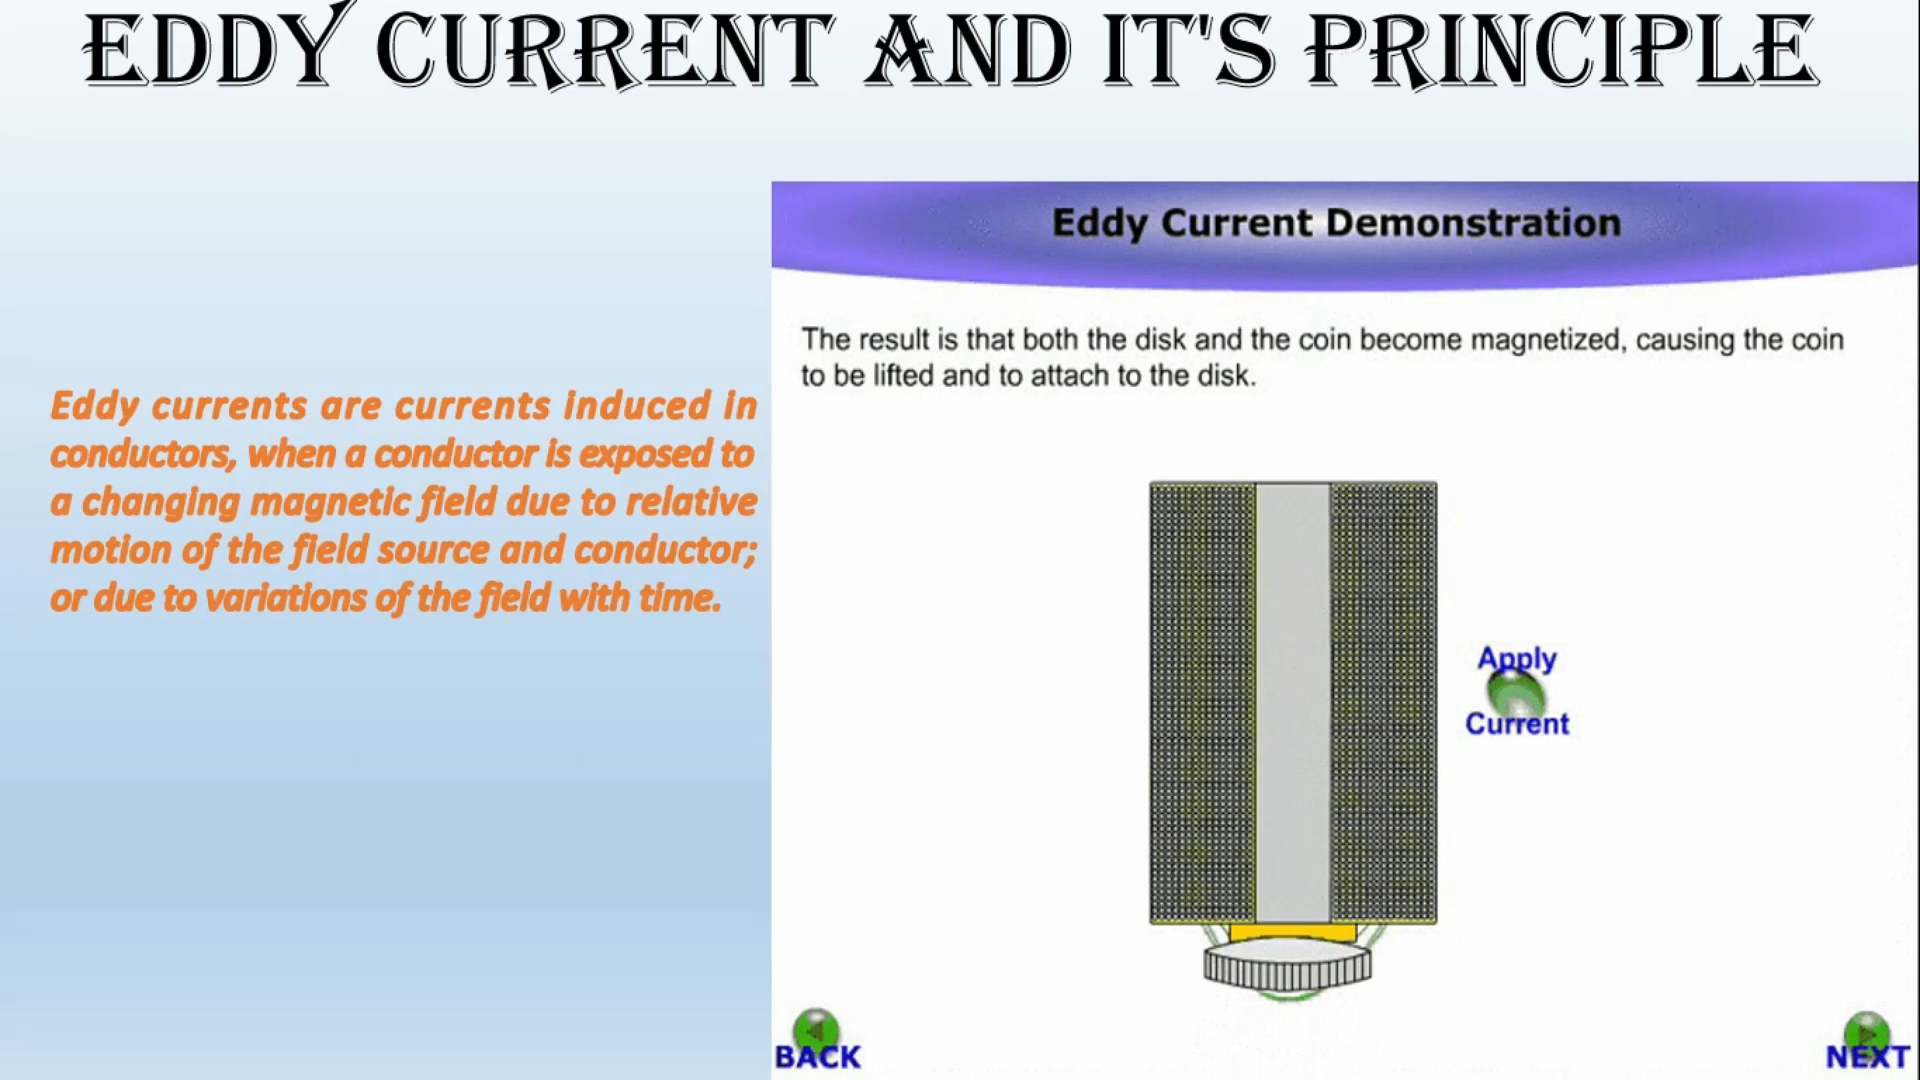 EDDY CURRENT AND IT'S PRINCIPLE
Eddy currents are currents induced in
conductors, when a conductor is exposed to
a changing magnetic field due to relative
motion of the field source and conductor;
or due to variations of the field with time.
Eddy Current Demonstration
The result is that both the disk and the coin become magnetized, causing the coin
to be lifted and to attach to the disk.
Apply
Current
BACK
NEXT